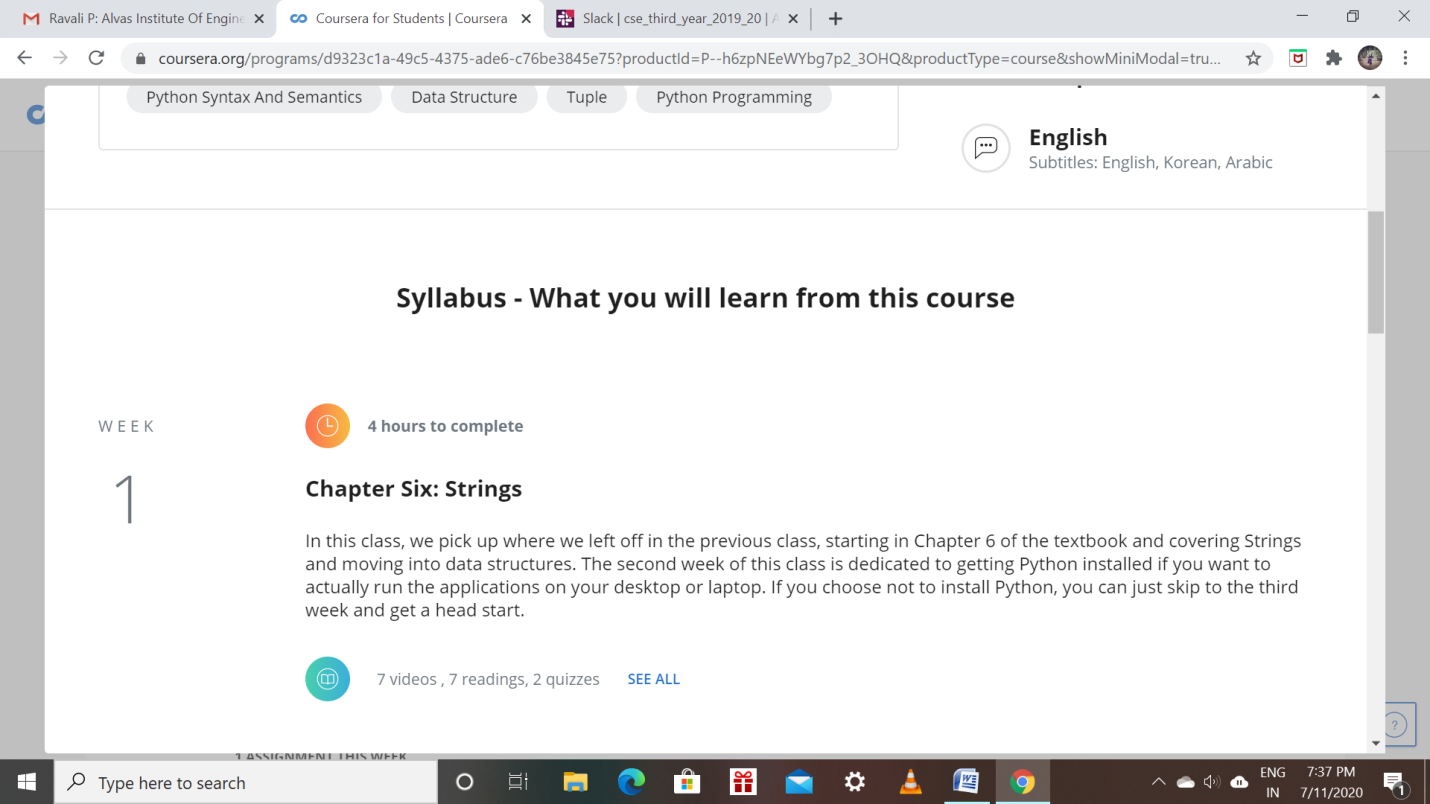 Ravali P: Alvas Institute Of Engine
Coursera for Students | Coursera
Slack | cse_third_year_2019_20 | A
coursera.org/programs/d9323c1a-49c5-4375-ade6-c76be3845e75?productId=P--h6zpNEeWYbg7p2_3OHQ&productType=course&showMiniModal=tru...
Python Syntax And Semantics
Data Structure
Tuple
Python Programming
English
Subtitles: English, Korean, Arabic
Syllabus - What you will learn from this course
WEEK
1
4 hours to complete
Chapter Six: Strings
In this class, we pick up where we left off in the previous class, starting in Chapter 6 of the textbook and covering Strings
and moving into data structures. The second week of this class is dedicated to getting Python installed if you want to
actually run the applications on your desktop or laptop. If you choose not to install Python, you can just skip to the third
week and get a head start.
7 videos , 7 readings, 2 quizzes
SEE ALL
1 ASSIGNMENT THIS WEEK
Type here to search
ENG
IN
7:37 PM
7/11/2020
1